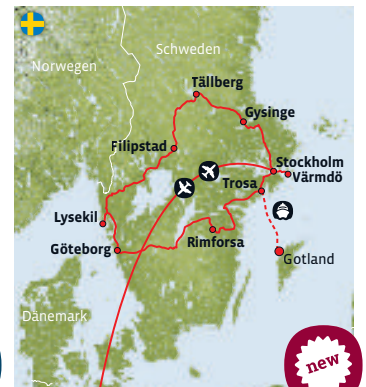 Schweden
Norwegen
Tällberg
Gysinge
Filipstad
Stockholm
Värmdö
Trosa
Lysekil
Göteborg
Rimforsa
Gotland
Dänemark
new